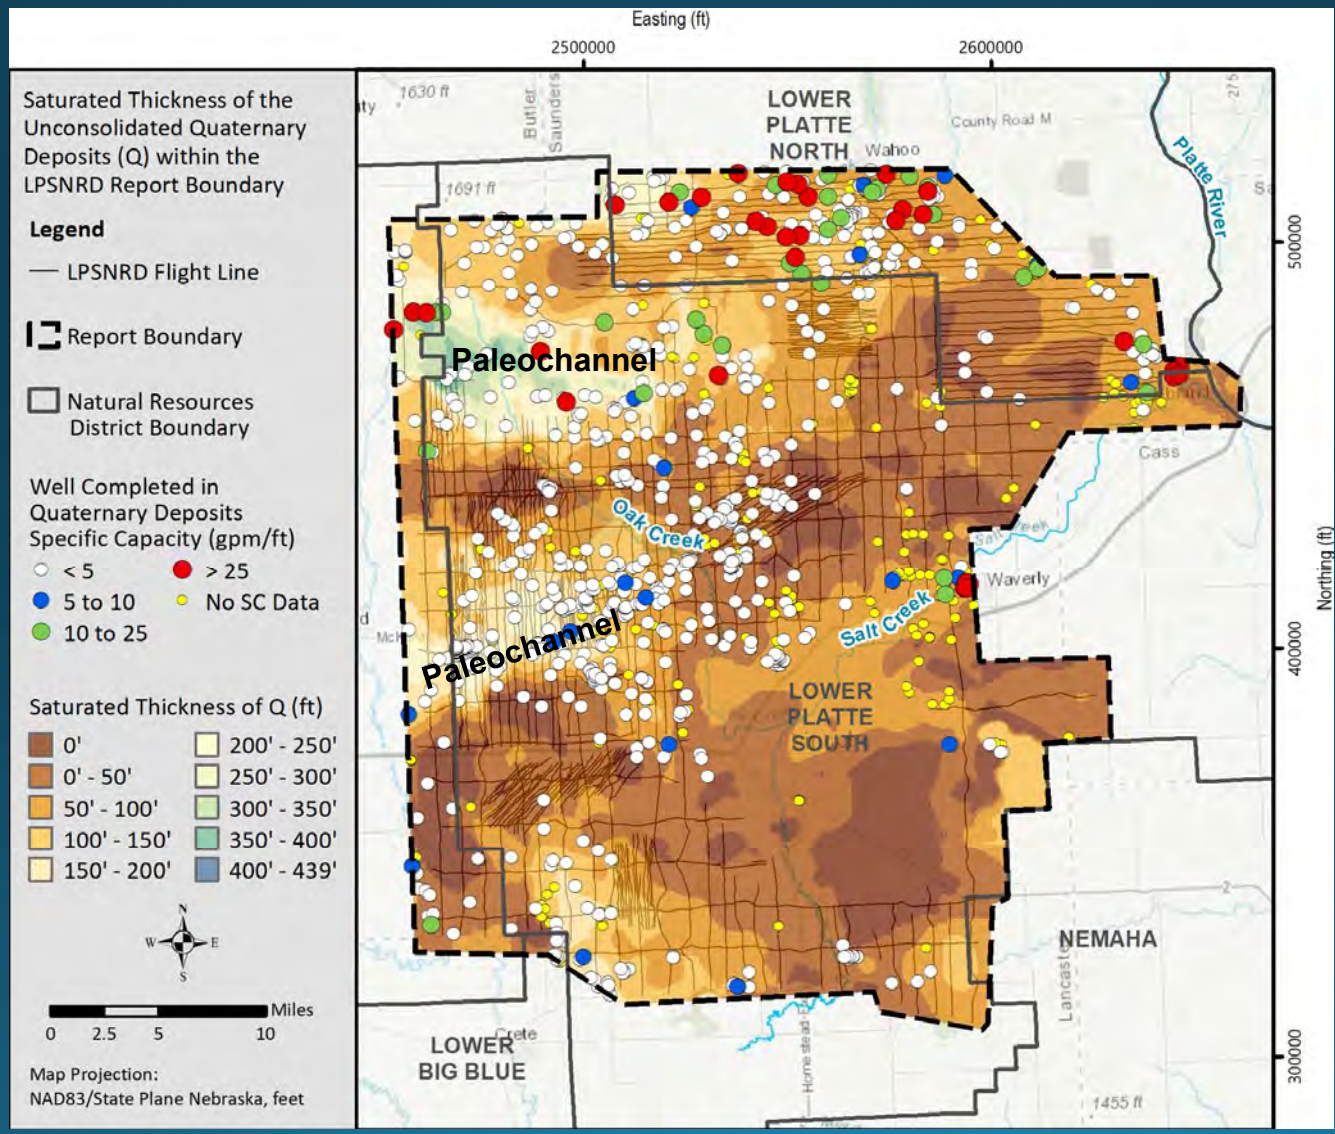 Easting (ft)
2500000
2600000
Saturated Thickness of the
Unconsolidated Quaternary
Deposits (Q) within the
LPSNRD Report Boundary
Legend
LPSNRD Flight Line
Report Boundary
Natural Resources
District Boundary
Well Completed in
Quaternary Deposits
Specific Capacity (gpm/ft)
< 5
> 25
5 to 10
No SC Data
10 to 25
Saturated Thickness of Q (ft)
0'
200' - 250'
0' - 50'
250' - 300'
50' - 100'
300' - 350'
100' - 150'
350' - 400'
150' - 200'
400' - 439'
N
W
E
S
Miles
0
2.5
5
10
Map Projection:
NAD83/State Plane Nebraska, feet
1630 ft
Butler
Saunders
LOWER
PLATTE
NORTH
Wahoo
County Road M
275
Platte River
1691 ft
Paleochannel
Cass
Oak Creek
Waverly
Salt Creek
Paleochannel
LOWER
PLATTE
SOUTH
NEMAHA
Lancaster
2
Crete
LOWER
BIG BLUE
1455 ft
500000
400000
300000
Northing (ft)